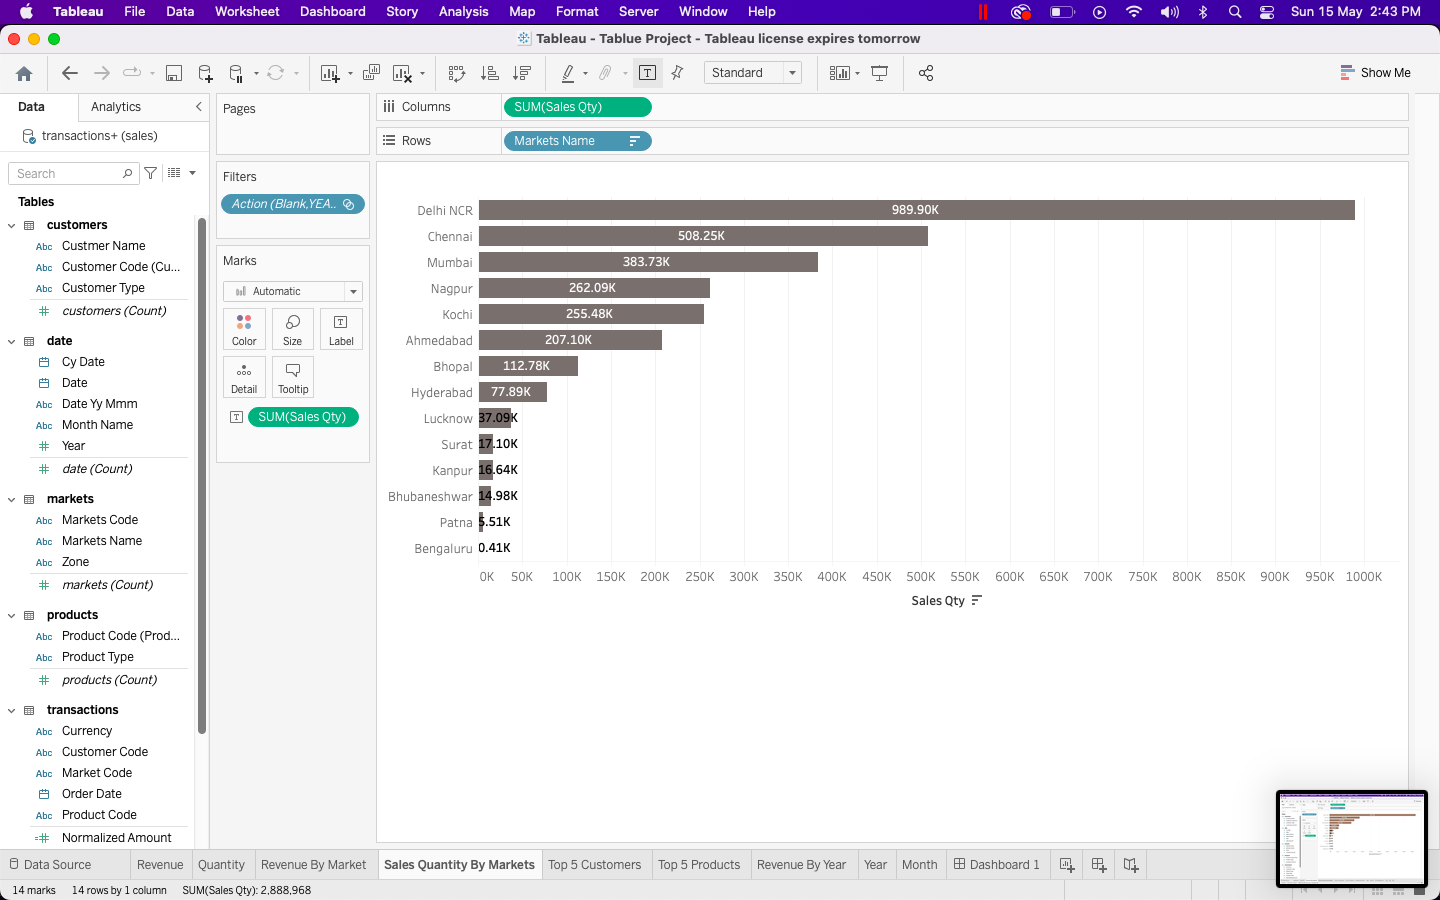 Tableau File Data Worksheet Dashboard Story Analysis Map Format Server Window Help Sun 15 May 2:43 PM
Tableau - Tablue Project - Tableau license expires tomorrow
Standard
Show Me
Data Analytics
transactions+ (sales)
Search
Tables
customers
Abc Custmer Name
Abc Customer Code (Cu...
Abc Customer Type
customers (Count)
date
Cy Date
Date
Abc Date Yy Mmm
Abc Month Name
Year
date (Count)
markets
Abc Markets Code
Abc Markets Name
Abc Zone
markets (Count)
products
Abc Product Code (Prod...
Abc Product Type
products (Count)
transactions
Abc Currency
Abc Customer Code
Abc Market Code
Order Date
Abc Product Code
Normalized Amount
Pages
Filters
Action (Blank,YEA..
Marks
Automatic
Color Size Label
Detail Tooltip
SUM(Sales Qty)
Columns SUM(Sales Qty)
Rows Markets Name
Delhi NCR 989.90K
Chennai 508.25K
Mumbai 383.73K
Nagpur 262.09K
Kochi 255.48K
Ahmedabad 207.10K
Bhopal 112.78K
Hyderabad 77.89K
Lucknow 37.09K
Surat 17.10K
Kanpur 16.64K
Bhubaneshwar 14.98K
Patna 5.51K
Bengaluru 0.41K
0K 50K 100K 150K 200K 250K 300K 350K 400K 450K 500K 550K 600K 650K 700K 750K 800K 850K 900K 950K 1000K
Sales Qty
Data Source Revenue Quantity Revenue By Market Sales Quantity By Markets Top 5 Customers Top 5 Products Revenue By Year Year Month Dashboard 1
14 marks 14 rows by 1 column SUM(Sales Qty): 2,888,968